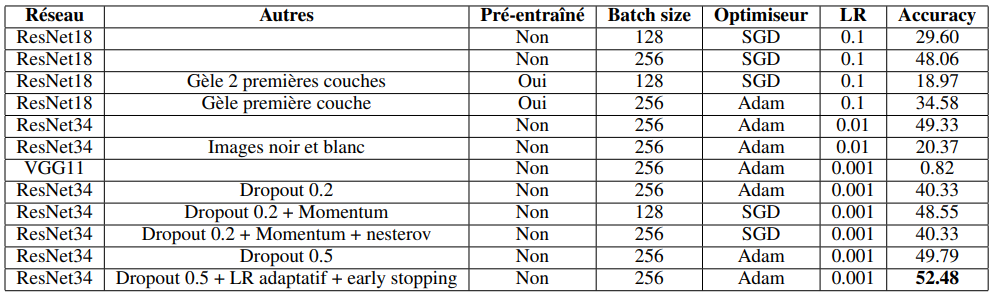 Réseau Autres Pré-entraîné Batch size Optimiseur LR Accuracy
ResNet18 Non 128 SGD 0.1 29.60
ResNet18 Non 256 SGD 0.1 48.06
ResNet18 Gèle 2 premières couches Oui 128 SGD 0.1 18.97
ResNet18 Gèle première couche Oui 256 Adam 0.1 34.58
ResNet34 Non 256 Adam 0.01 49.33
ResNet34 Images noir et blanc Non 256 Adam 0.01 20.37
VGG11 Non 256 Adam 0.001 0.82
ResNet34 Dropout 0.2 Non 256 Adam 0.001 40.33
ResNet34 Dropout 0.2 + Momentum Non 128 SGD 0.001 48.55
ResNet34 Dropout 0.2 + Momentum + nesterov Non 256 SGD 0.001 40.33
ResNet34 Dropout 0.5 Non 256 Adam 0.001 49.79
ResNet34 Dropout 0.5 + LR adaptatif + early stopping Non 256 Adam 0.001 52.48